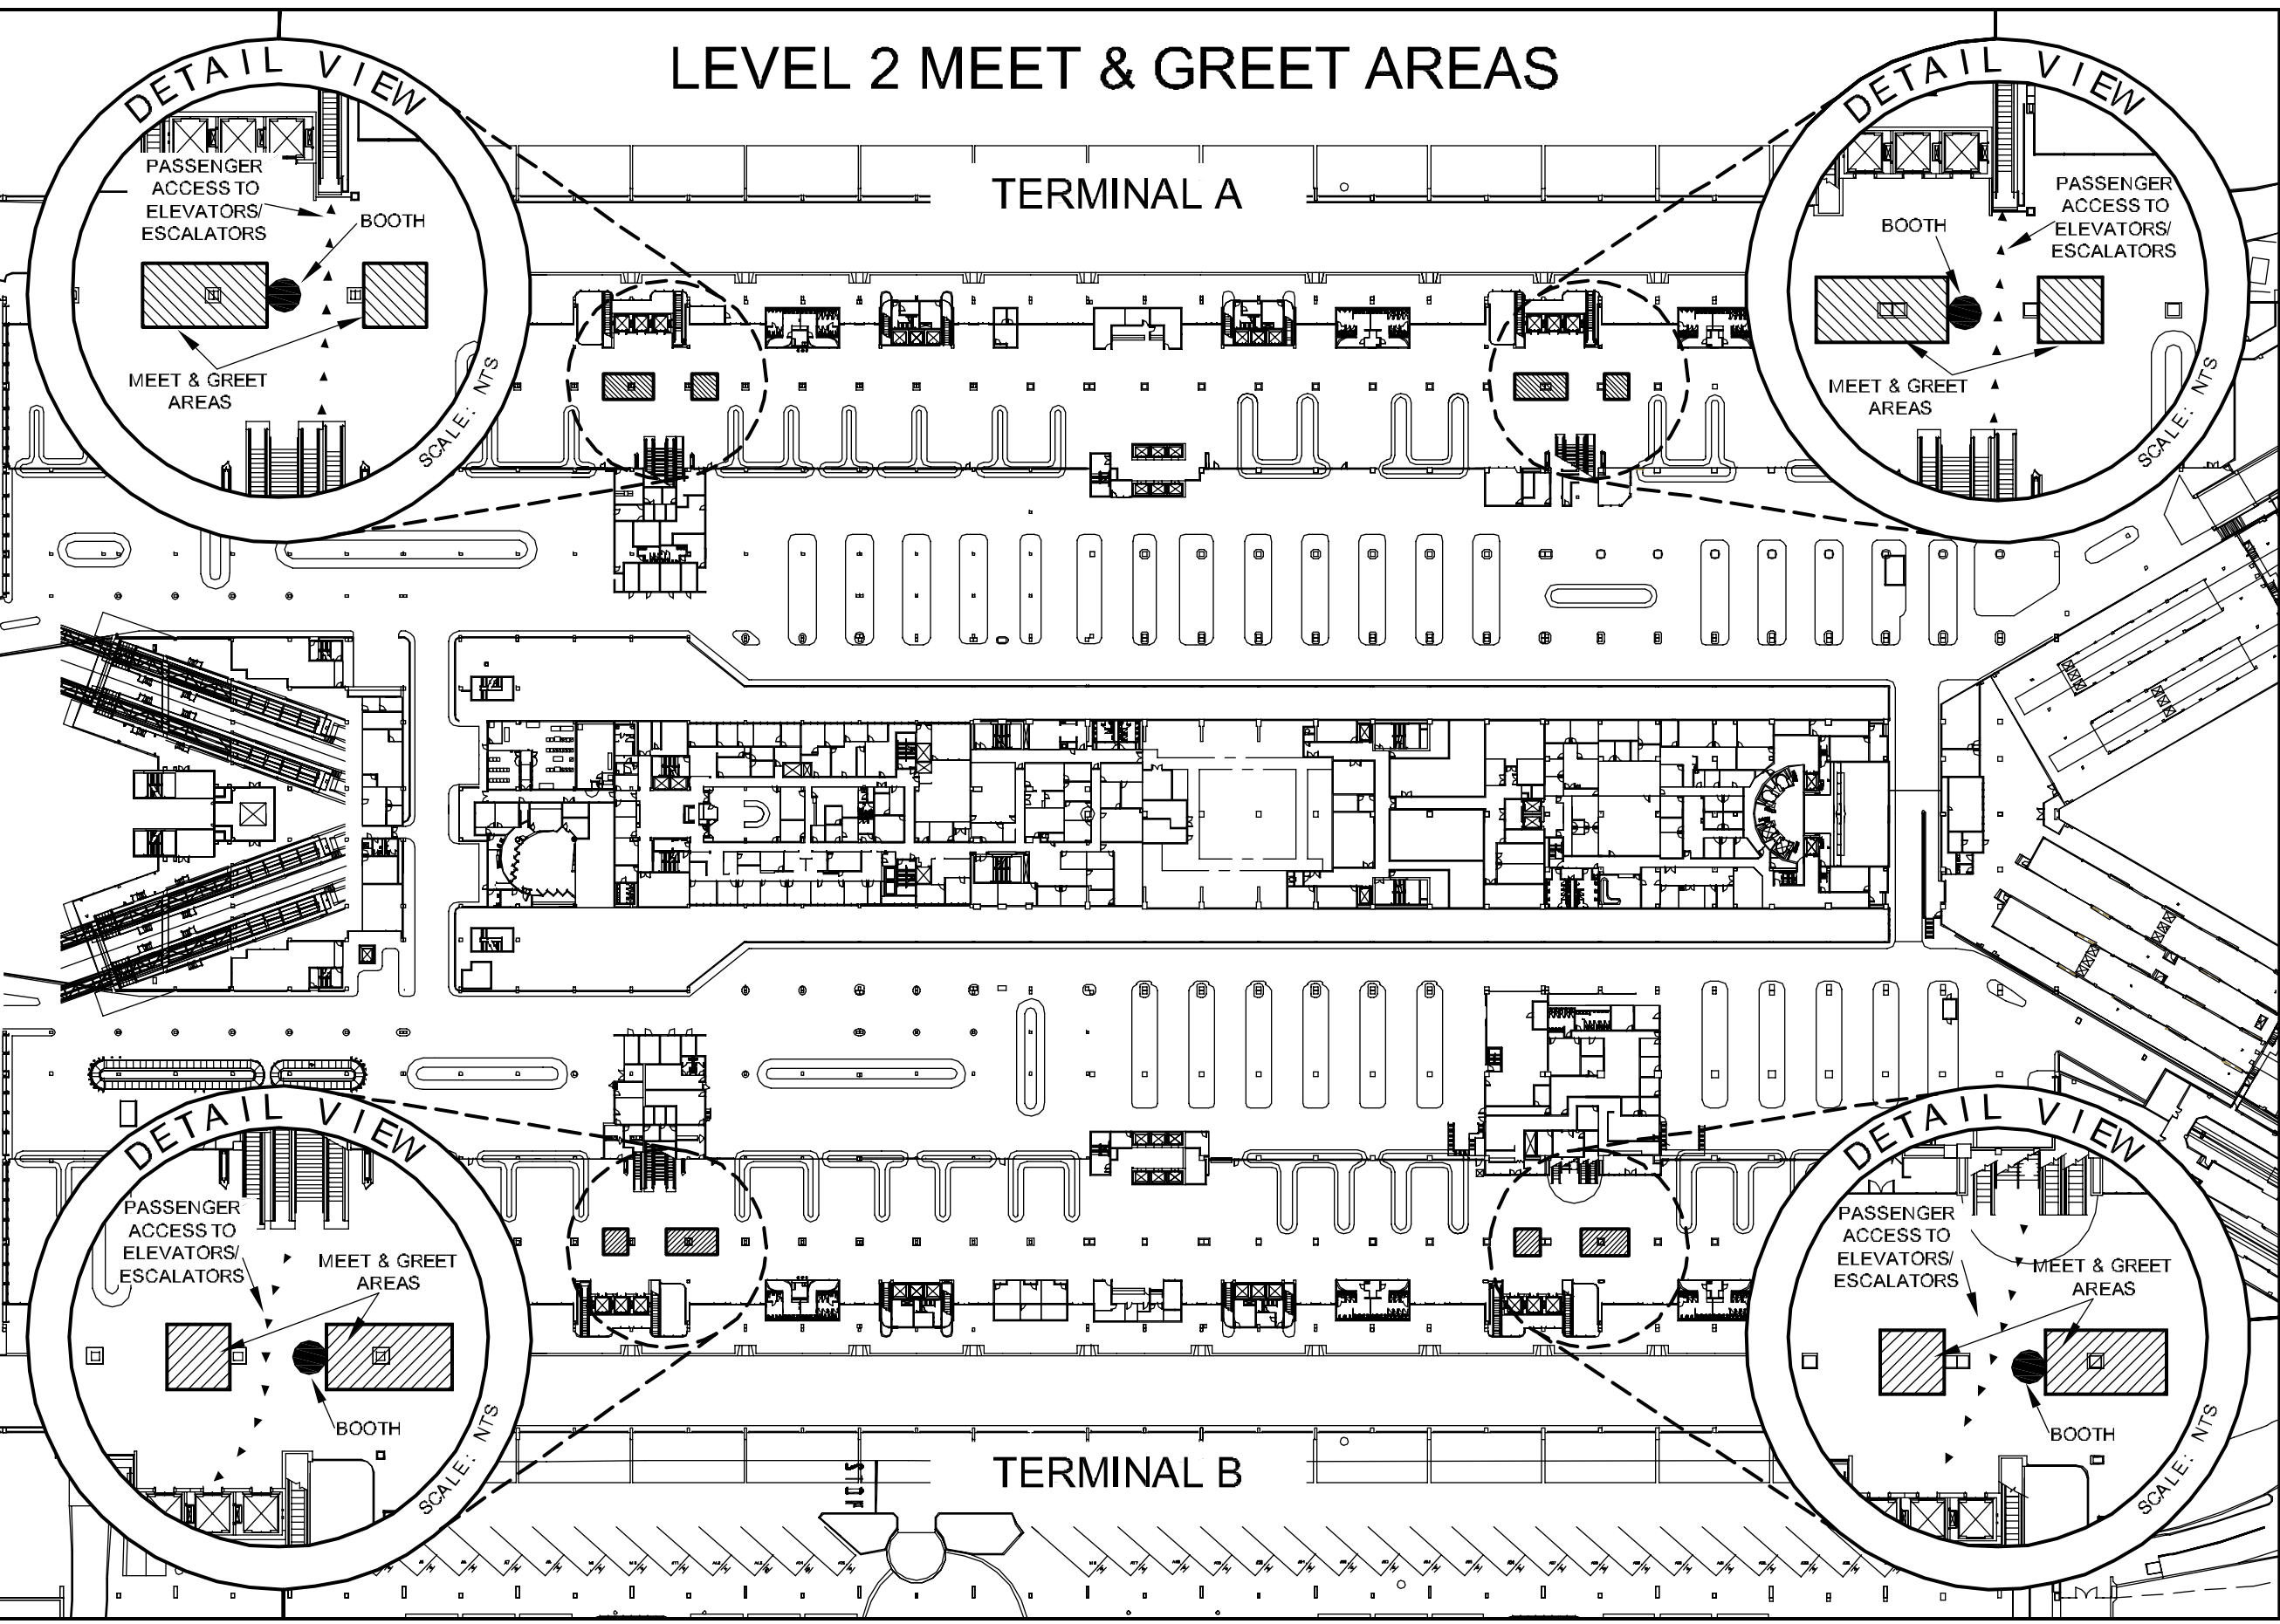 LEVEL 2 MEET & GREET AREAS
DETAIL VIEW
PASSENGER
ACCESS TO
ELEVATORS/
ESCALATORS
BOOTH
MEET & GREET
AREAS
SCALE: NTS
TERMINAL A
DETAIL VIEW
PASSENGER
ACCESS TO
ELEVATORS/
ESCALATORS
BOOTH
MEET & GREET
AREAS
SCALE: NTS
DETAIL VIEW
PASSENGER
ACCESS TO
ELEVATORS/
ESCALATORS
MEET & GREET
AREAS
BOOTH
SCALE: NTS
TERMINAL B
DETAIL VIEW
PASSENGER
ACCESS TO
ELEVATORS/
ESCALATORS
MEET & GREET
AREAS
BOOTH
SCALE: NTS